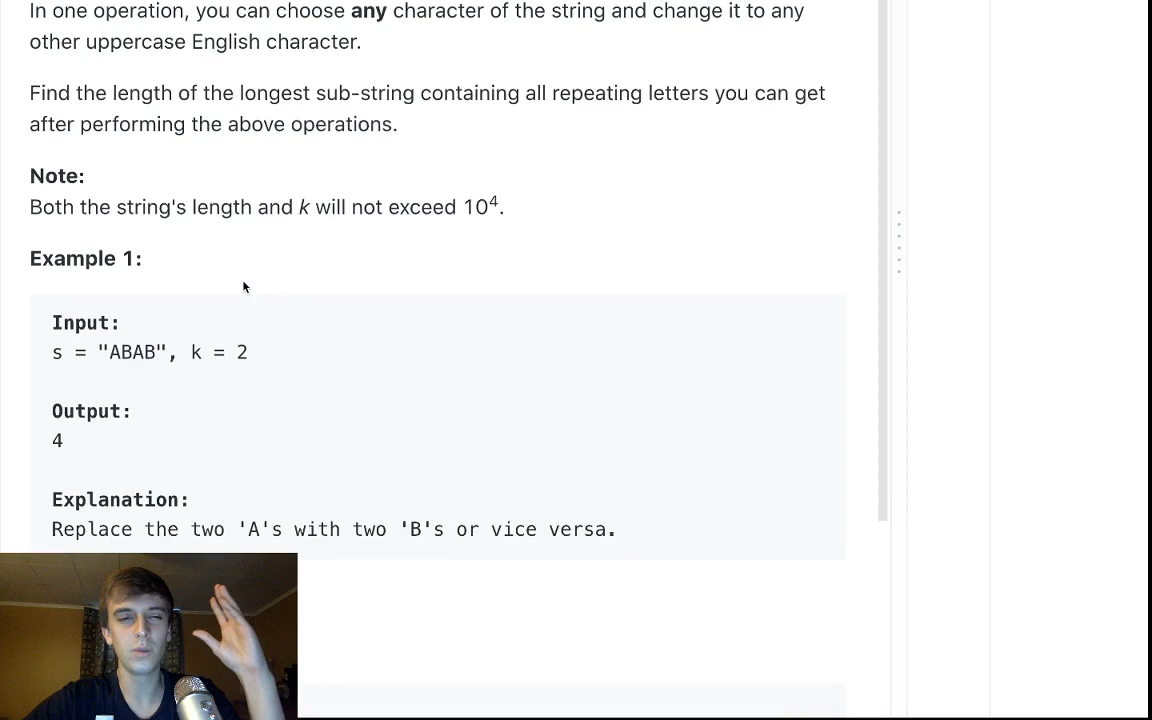 In one operation, you can choose any character of the string and change it to any
other uppercase English character.
Find the length of the longest sub-string containing all repeating letters you can get
after performing the above operations.
Note:
Both the string's length and k will not exceed 10⁴.
Example 1:
Input:
s = "ABAB", k = 2
Output:
4
Explanation:
Replace the two 'A's with two 'B's or vice versa.